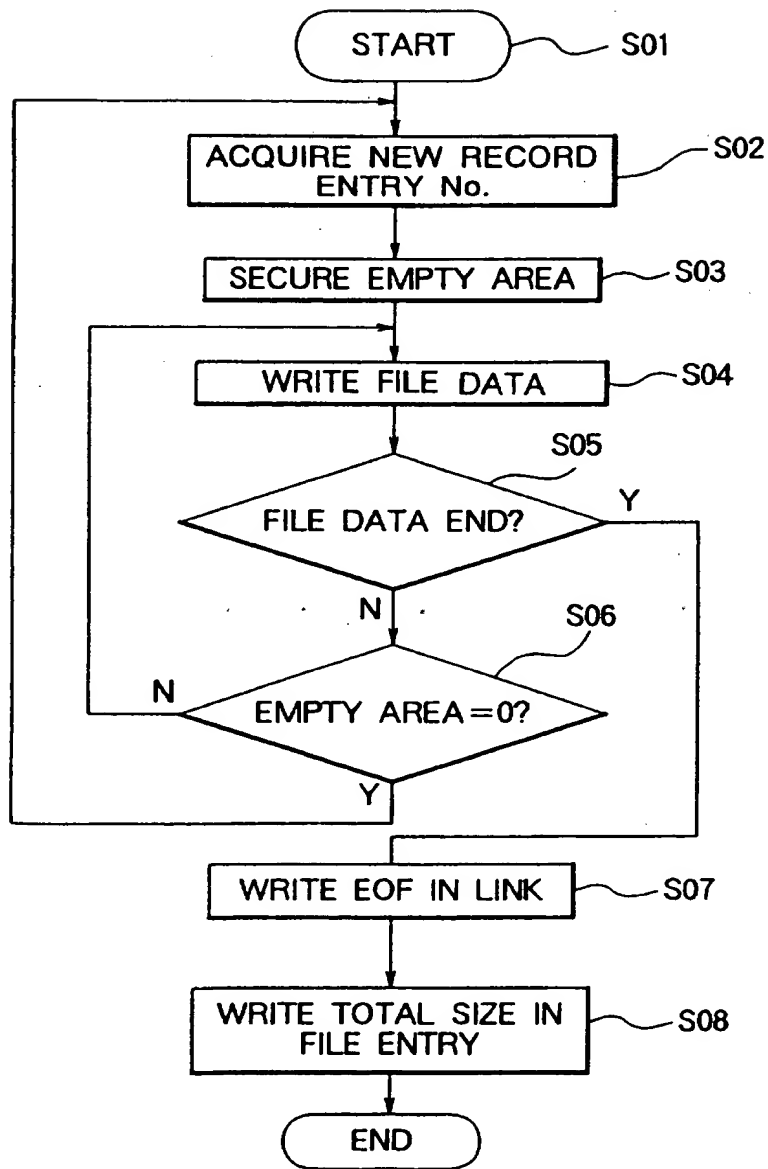 START
S01
ACQUIRE NEW RECORD
ENTRY No.
S02
SECURE EMPTY AREA
S03
WRITE FILE DATA
S04
S05
FILE DATA END?
Y
N
S06
N
EMPTY AREA=0?
Y
WRITE EOF IN LINK
S07
WRITE TOTAL SIZE IN
FILE ENTRY
S08
END